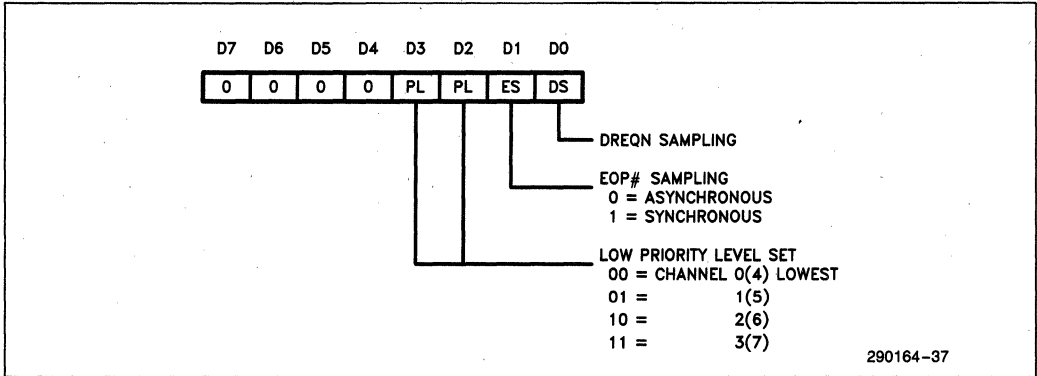 D7 D6 D5 D4 D3 D2 D1 D0
0 0 0 0 PL PL ES DS
DREQN SAMPLING
EOP# SAMPLING
0 = ASYNCHRONOUS
1 = SYNCHRONOUS
LOW PRIORITY LEVEL SET
00 = CHANNEL 0(4) LOWEST
01 = 1(5)
10 = 2(6)
11 = 3(7)
290164-37